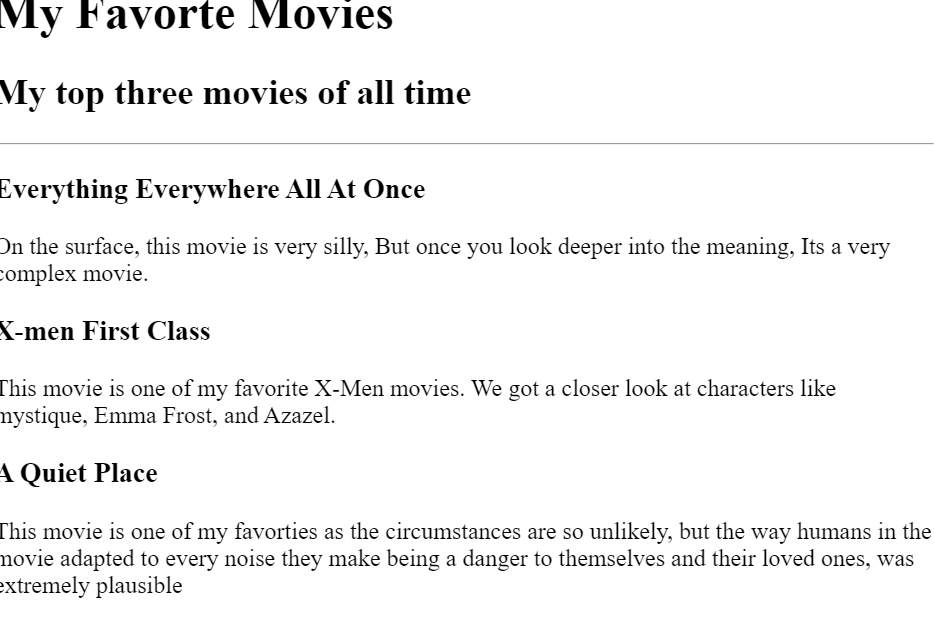 My Favorte Movies
My top three movies of all time
Everything Everywhere All At Once
On the surface, this movie is very silly, But once you look deeper into the meaning, Its a very
complex movie.
X-men First Class
This movie is one of my favorite X-Men movies. We got a closer look at characters like
mystique, Emma Frost, and Azazel.
A Quiet Place
This movie is one of my favorties as the circumstances are so unlikely, but the way humans in the
movie adapted to every noise they make being a danger to themselves and their loved ones, was
extremely plausible